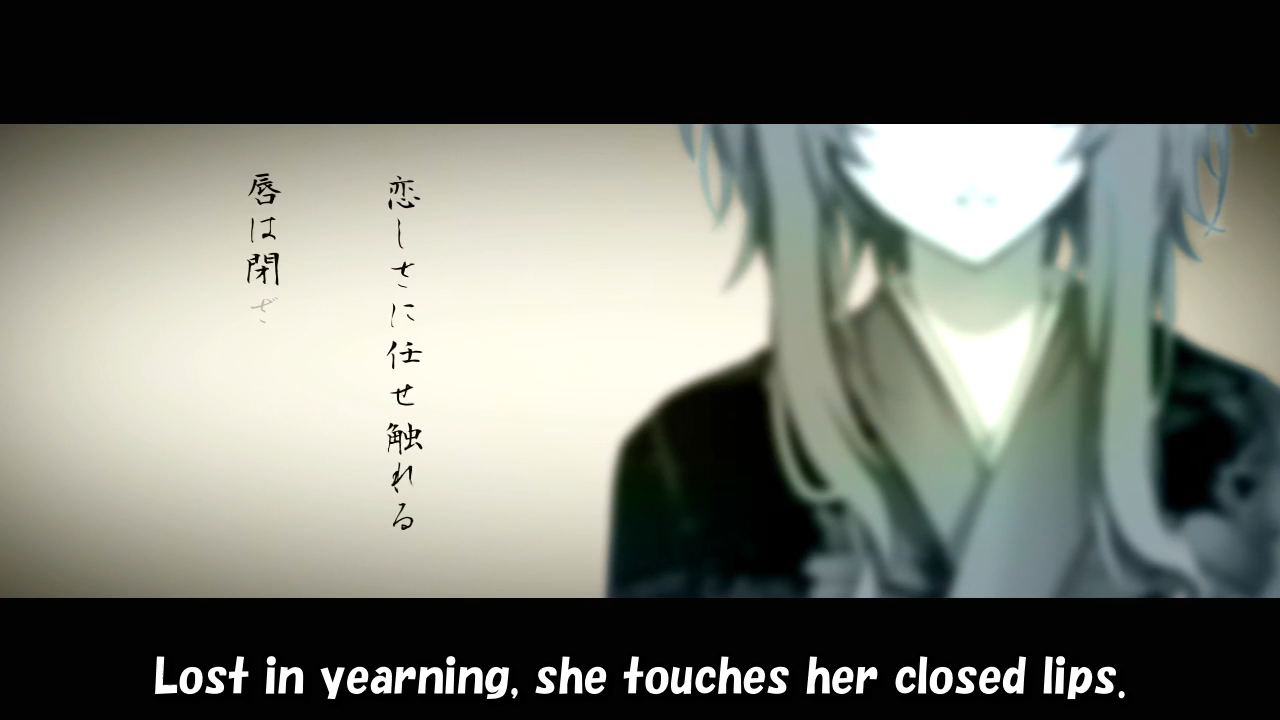 恋しさに任せ触れる
唇は閉ざ
Lost in yearning, she touches her closed lips.